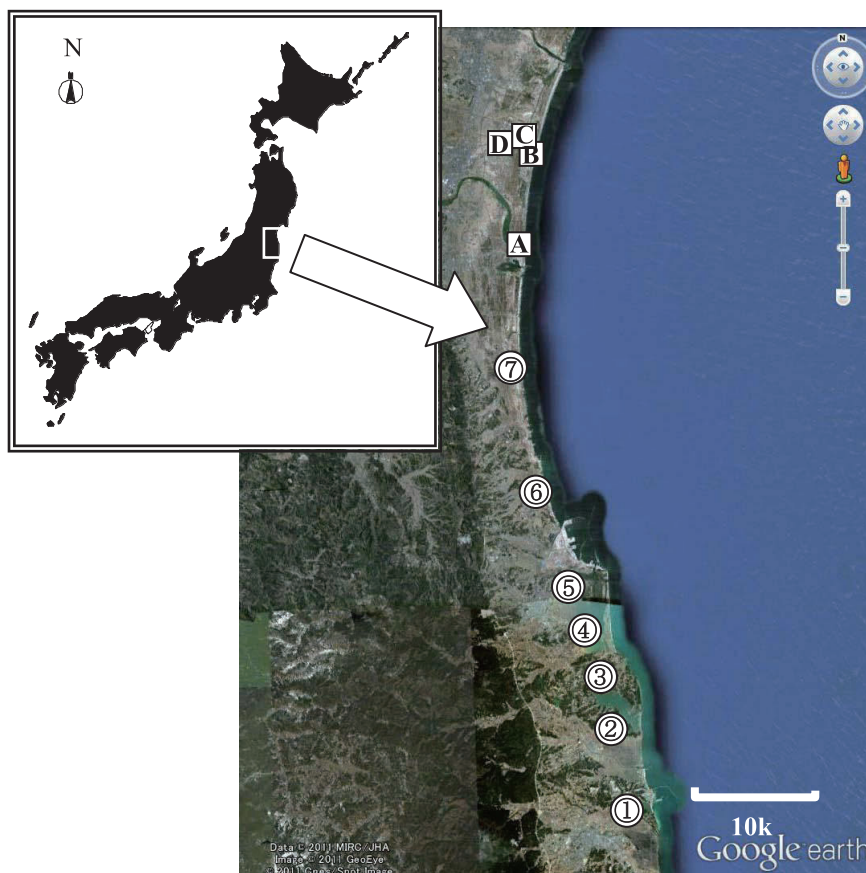 N
N
D
C
B
A
⑦
⑥
⑤
④
③
②
①
10k
Data © 2011 MIRC/JHA
Image © 2011 GeoEye
© 2011 Cnes/Spot Image
Google earth